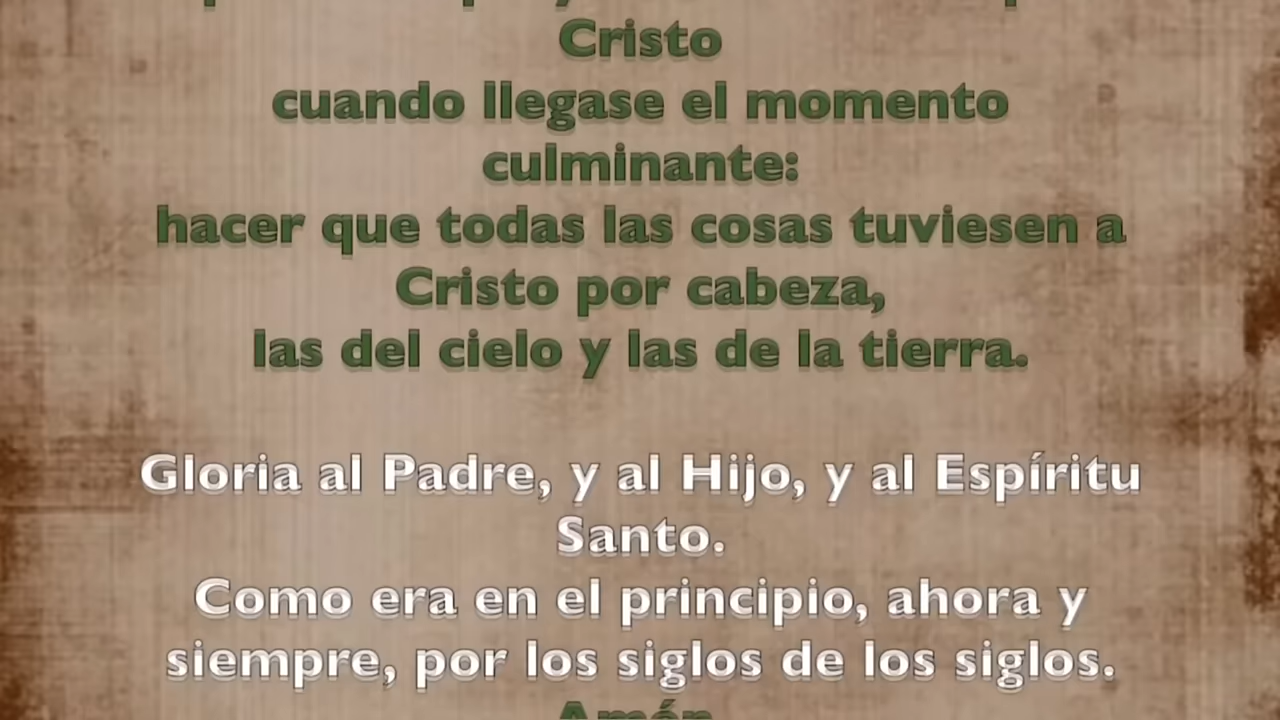 Cristo
cuando llegase el momento
culminante:
hacer que todas las cosas tuviesen a
Cristo por cabeza,
las del cielo y las de la tierra.
Gloria al Padre, y al Hijo, y al Espíritu
Santo.
Como era en el principio, ahora y
siempre, por los siglos de los siglos.
Amén